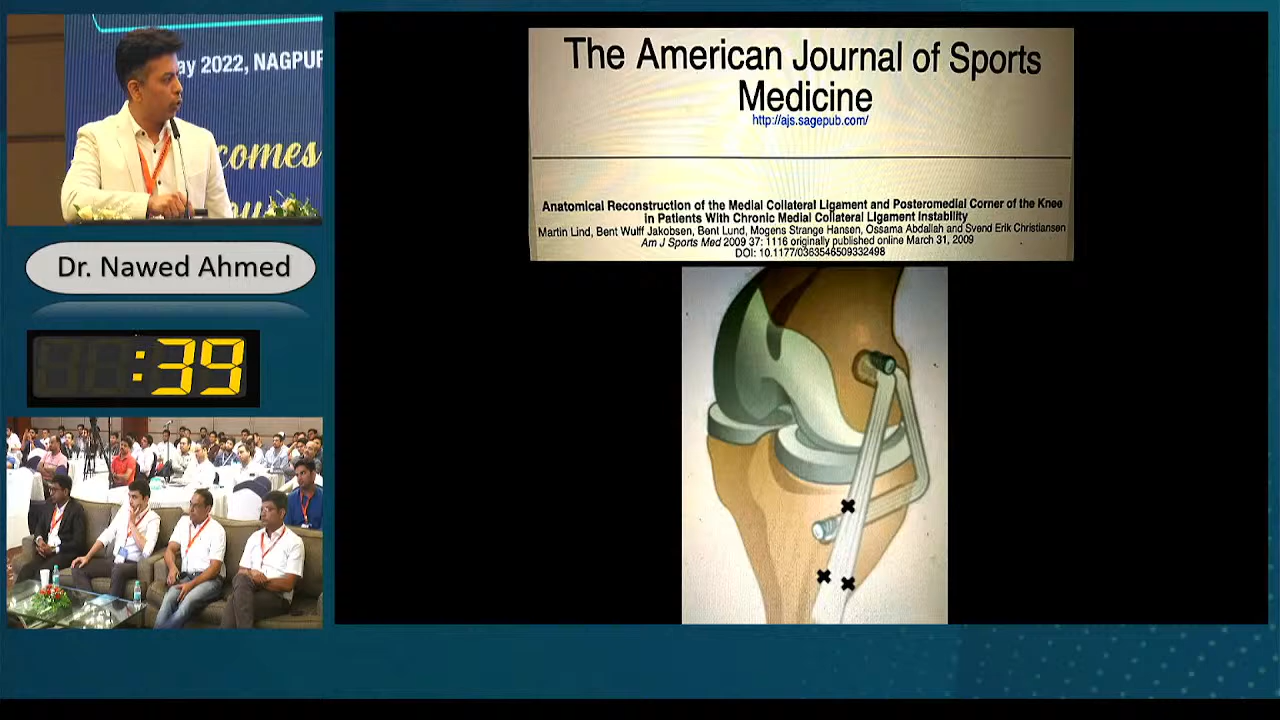 ay 2022, NAGPUR
comes
Dr. Nawed Ahmed
:39
The American Journal of Sports
Medicine
http://ajs.sagepub.com/
Anatomical Reconstruction of the Medial Collateral Ligament and Posteromedial Corner of the Knee
in Patients With Chronic Medial Collateral Ligament Instability
Martin Lind, Bent Wulff Jakobsen, Bent Lund, Mogens Strange Hansen, Ossama Abdallah and Svend Erik Christiansen
Am J Sports Med 2009 37: 1116 originally published online March 31, 2009
DOI: 10.1177/0363546509332498